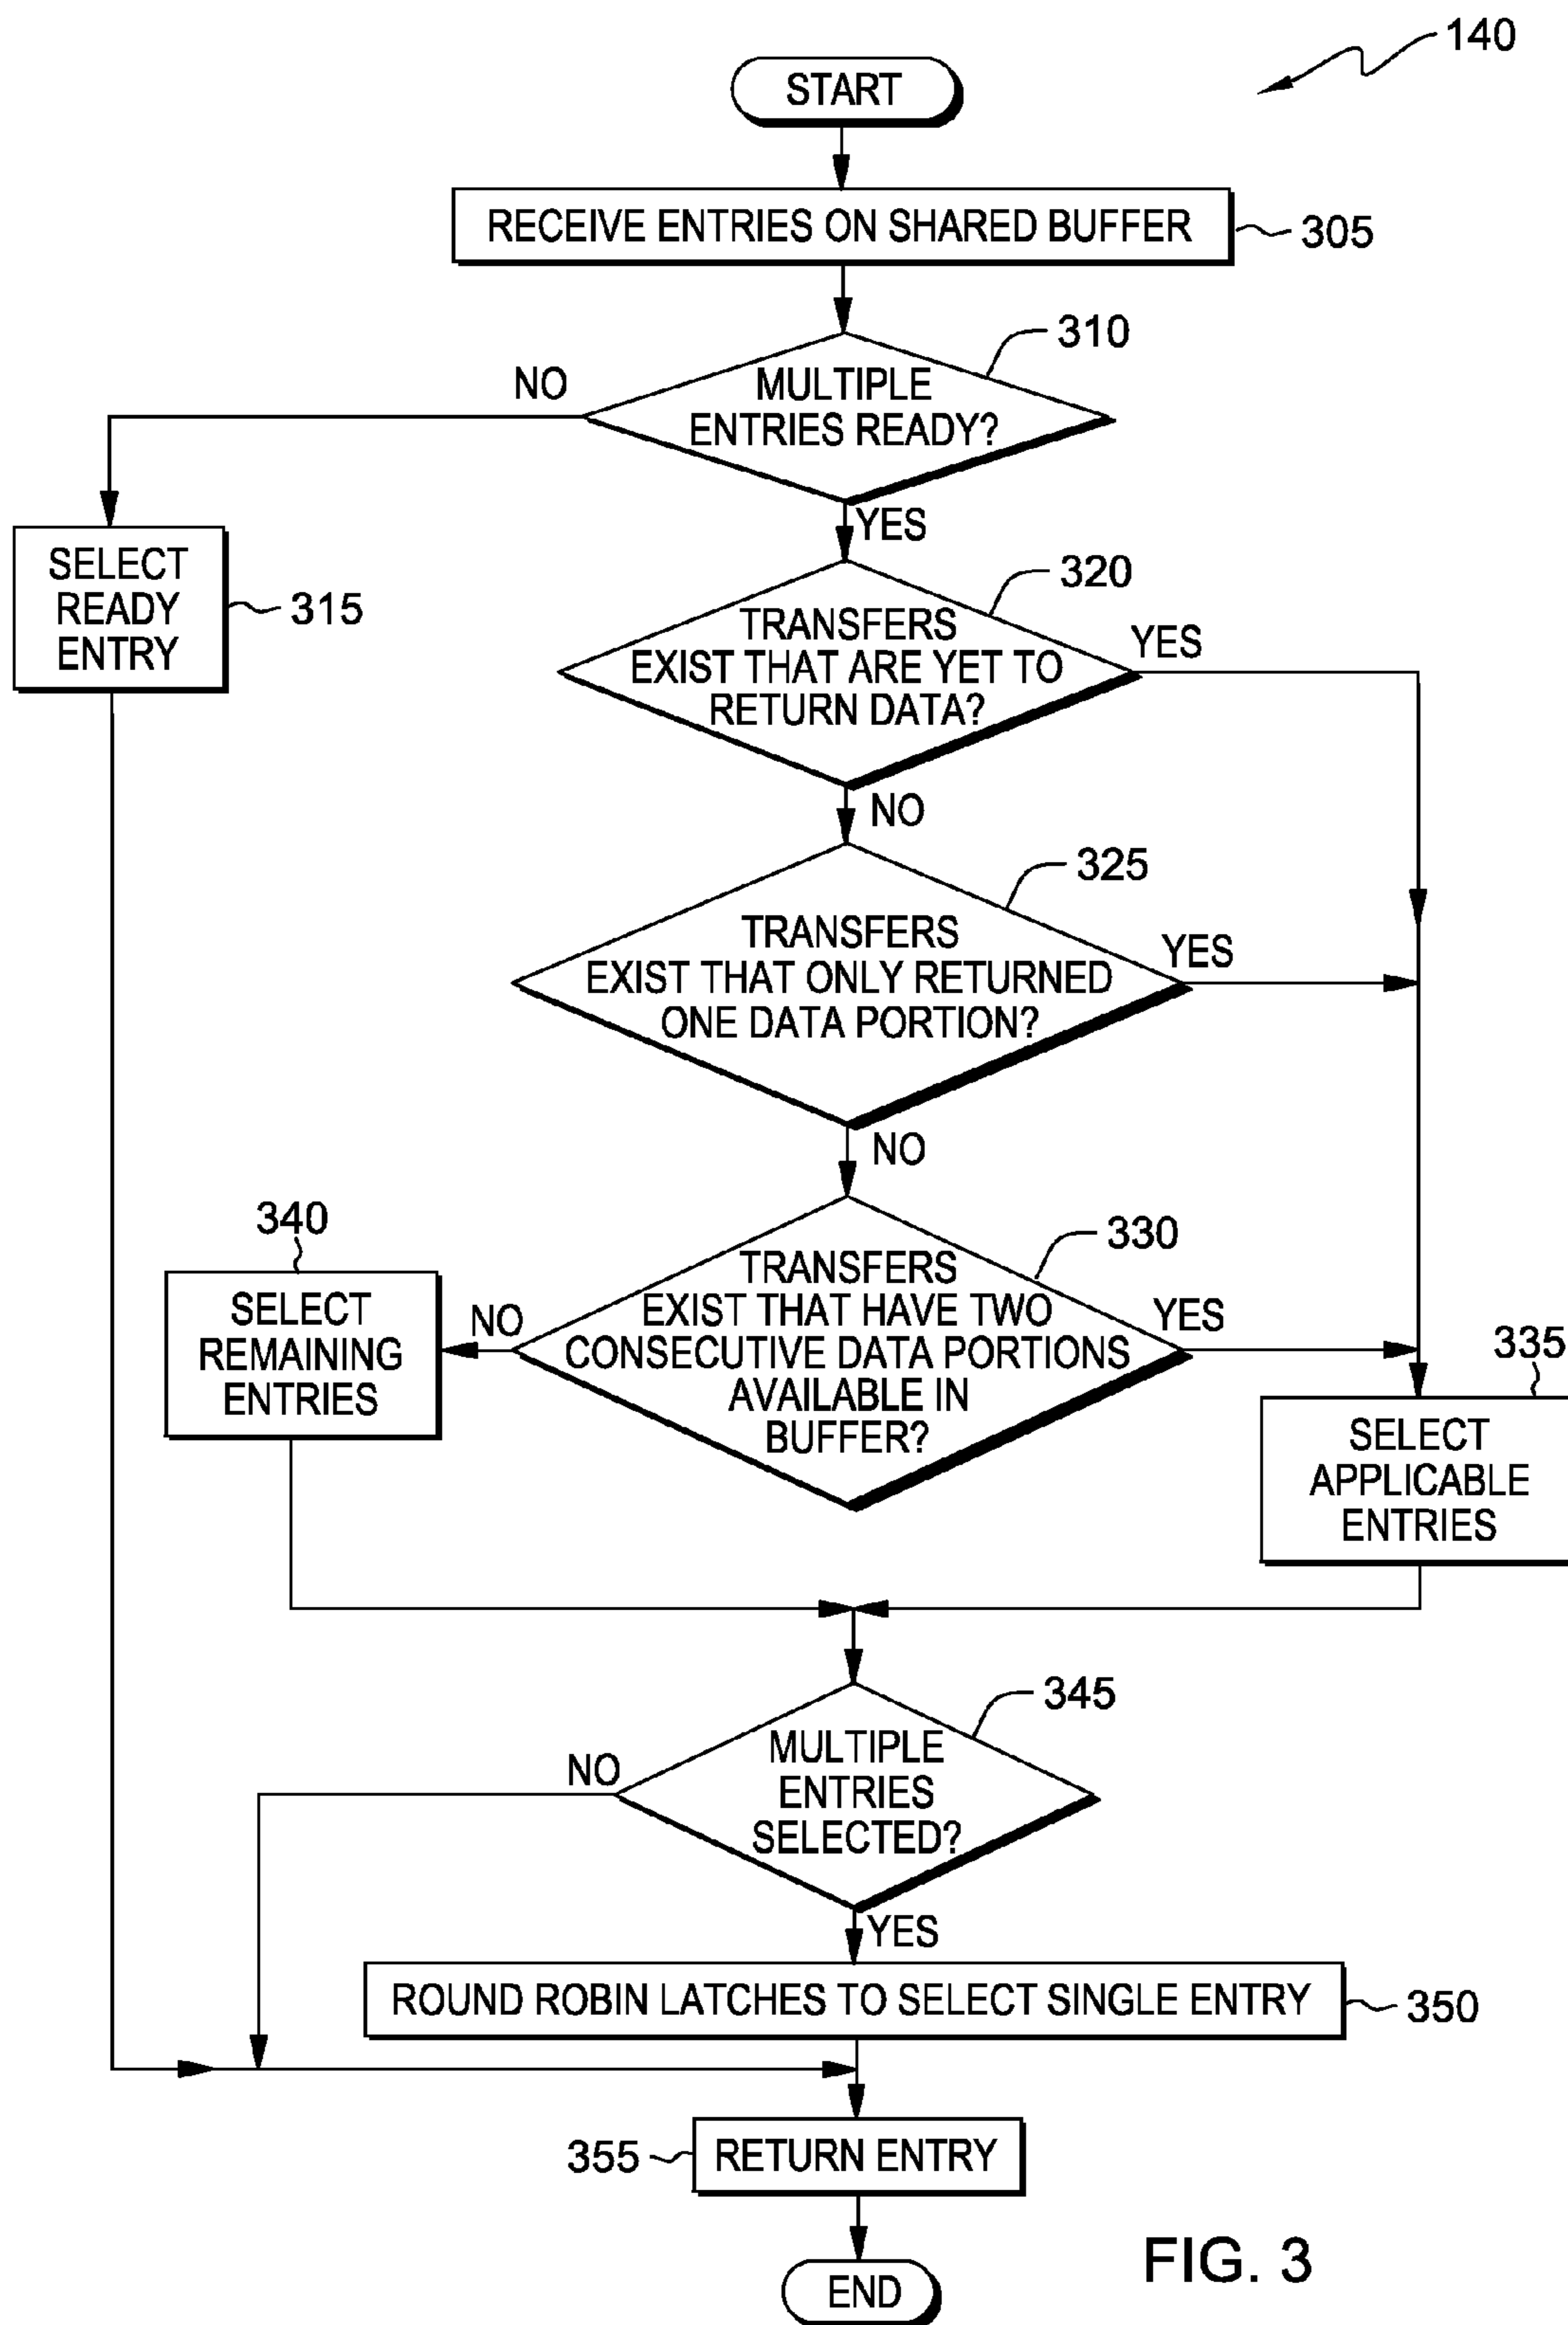 140
START
RECEIVE ENTRIES ON SHARED BUFFER
305
310
NO
MULTIPLE
ENTRIES READY?
YES
SELECT
READY
ENTRY
315
320
TRANSFERS
EXIST THAT ARE YET TO
RETURN DATA?
YES
NO
325
TRANSFERS
EXIST THAT ONLY RETURNED
ONE DATA PORTION?
YES
NO
340
SELECT
REMAINING
ENTRIES
NO
330
TRANSFERS
EXIST THAT HAVE TWO
CONSECUTIVE DATA PORTIONS
AVAILABLE IN
BUFFER?
YES
335
SELECT
APPLICABLE
ENTRIES
345
NO
MULTIPLE
ENTRIES
SELECTED?
YES
ROUND ROBIN LATCHES TO SELECT SINGLE ENTRY
350
355
RETURN ENTRY
END
FIG. 3